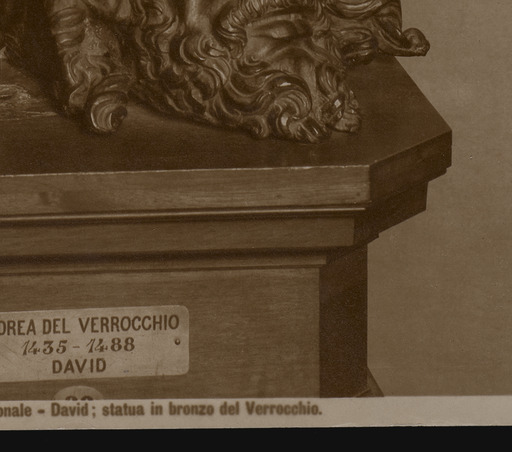 DREA DEL VERROCCHIO
1435-1488
DAVID
onale - David; statua in bronzo del Verrocchio.